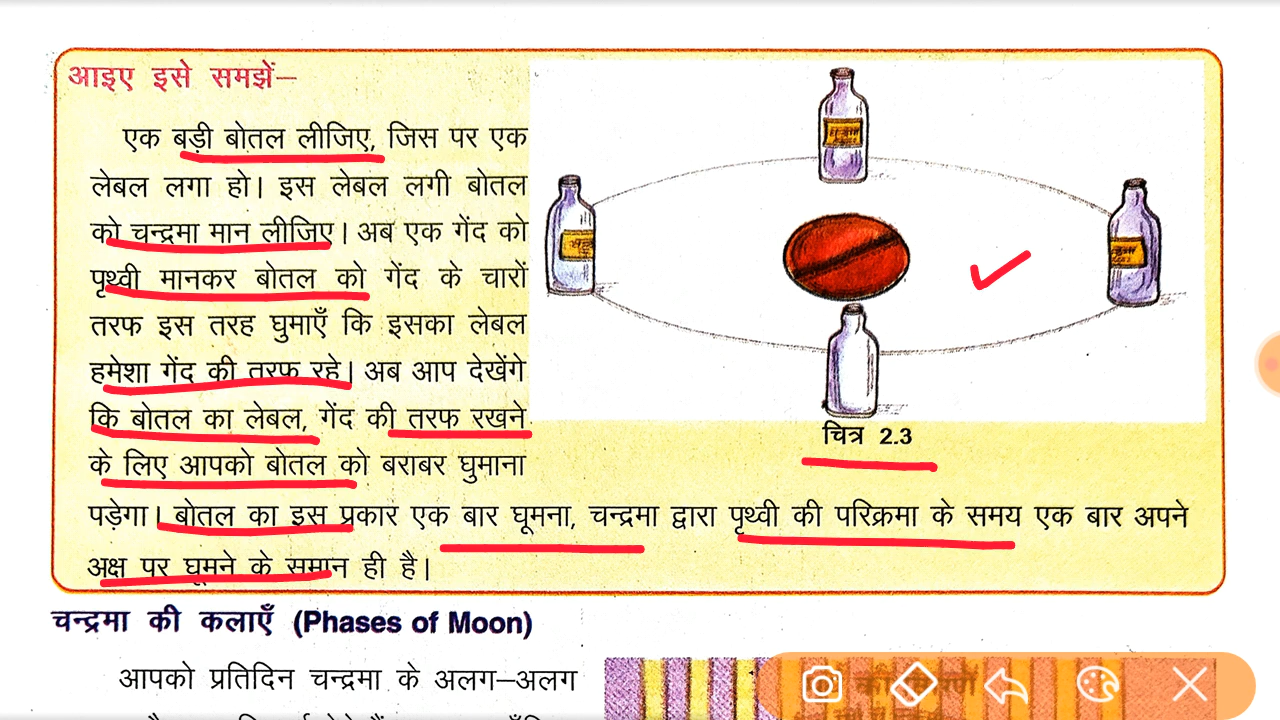 आइए इसे समझें–
एक बड़ी बोतल लीजिए, जिस पर एक
लेबल लगा हो। इस लेबल लगी बोतल
को चन्द्रमा मान लीजिए। अब एक गेंद को
पृथ्वी मानकर बोतल को गेंद के चारों
तरफ इस तरह घुमाएँ कि इसका लेबल
हमेशा गेंद की तरफ रहे। अब आप देखेंगे
कि बोतल का लेबल, गेंद की तरफ रखने
के लिए आपको बोतल को बराबर घुमाना
पड़ेगा। बोतल का इस प्रकार एक बार घूमना, चन्द्रमा द्वारा पृथ्वी की परिक्रमा के समय एक बार अपने
अक्ष पर घूमने के समान ही है।
चित्र 2.3
चन्द्रमा की कलाएँ (Phases of Moon)
आपको प्रतिदिन चन्द्रमा के अलग–अलग